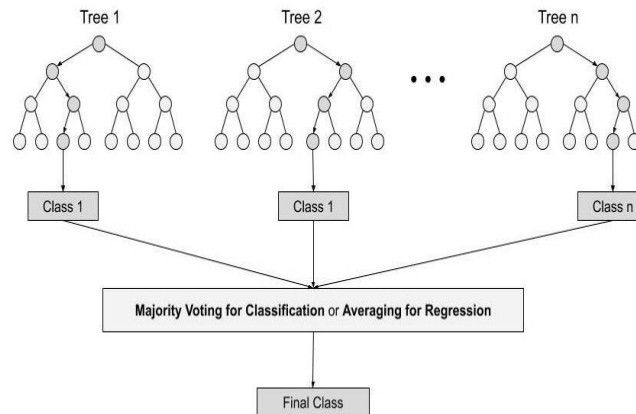 Tree 1
Tree 2
Tree n
Class 1
Class 1
Class n
Majority Voting for Classification or Averaging for Regression
Final Class